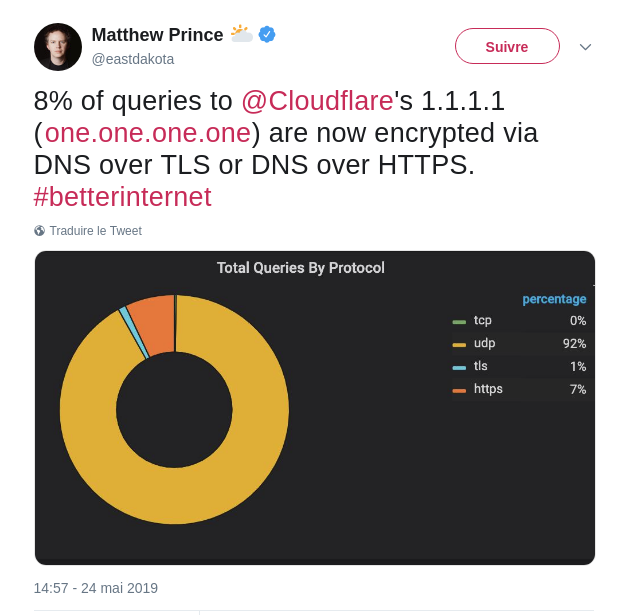 Matthew Prince
@eastdakota
Suivre
8% of queries to @Cloudflare's 1.1.1.1
(one.one.one.one) are now encrypted via
DNS over TLS or DNS over HTTPS.
#betterinternet
Traduire le Tweet
Total Queries By Protocol
percentage
tcp 0%
udp 92%
tls 1%
https 7%
14:57 - 24 mai 2019